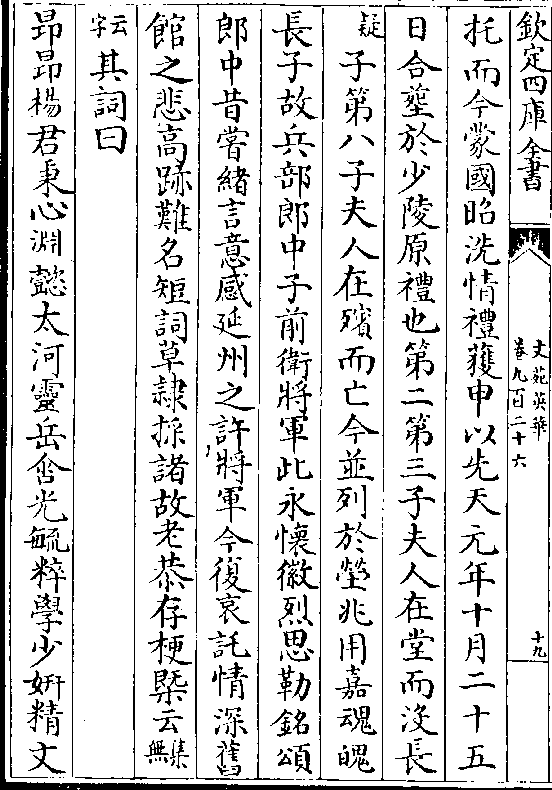 欽定四庫全書
文苑英華
卷九百二十六
十九
托而今蒙國昭洗情禮獲申以先天元年十月二十五
日合塟於少陵原禮也第二第三子夫人在堂而没長
疑子第八子夫人在殯而亡今並列於塋兆用嘉魂魄
長子故兵部郎中子前衛將軍此永懐徽烈思勒銘頌
郎中昔嘗緒言意感延州之許將軍今復哀託情深舊
館之悲高跡難名短詞草隷採諸故老恭存梗槩云集無
云字其詞曰
昻昻楊君秉心淵懿太河靈岳含光毓粹學少妍精文